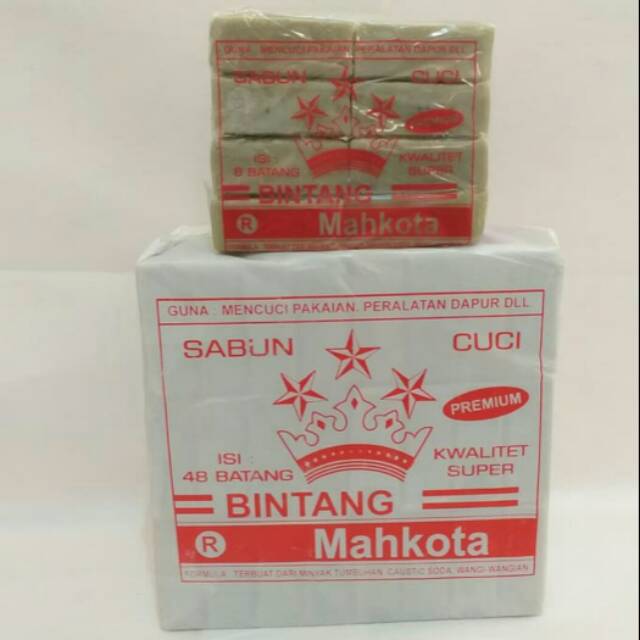 GUNA : MENCUCI PAKAIAN, PERALATAN DAPUR DLL
SABUN CUCI
PREMIUM
ISI : KWALITET
8 BATANG SUPER
BINTANG
® Mahkota
GUNA : MENCUCI PAKAIAN. PERALATAN DAPUR DLL.
SABUN CUCI
PREMIUM
ISI : KWALITET
48 BATANG SUPER
BINTANG
® Mahkota
FORMULA : TERBUAT DARI MINYAK TUMBUHAN, CAUSTIC SODA, WANGI-WANGIAN